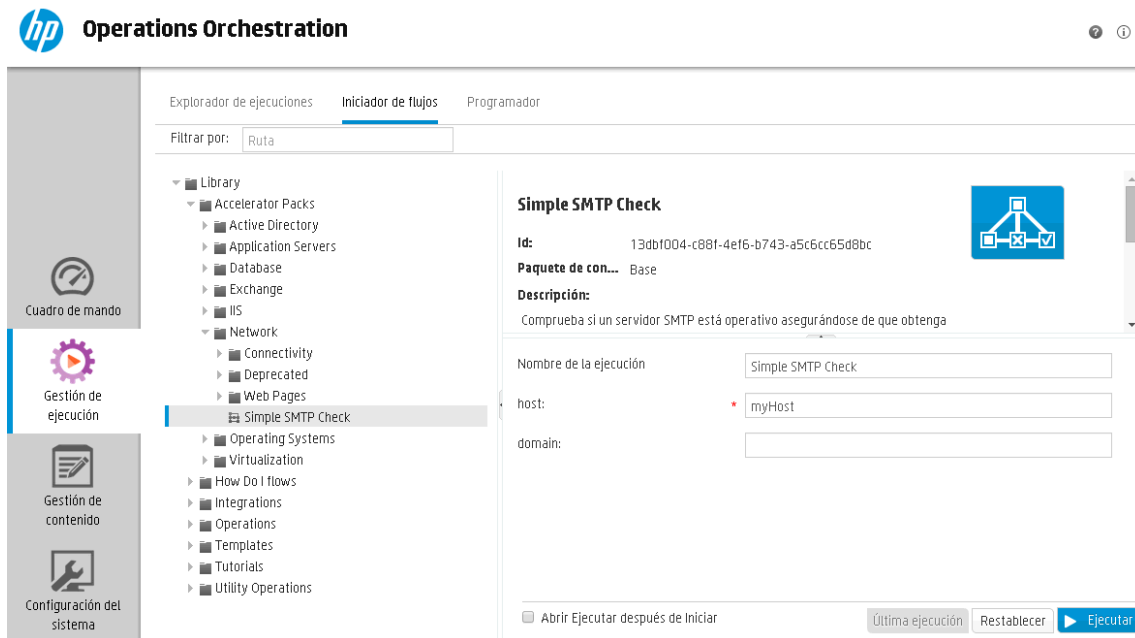 hp Operations Orchestration
Explorador de ejecuciones Iniciador de flujos Programador
Filtrar por: Ruta
Cuadro de mando
Gestión de
ejecución
Gestión de
contenido
Configuración del
sistema
Library
Accelerator Packs
Active Directory
Application Servers
Database
Exchange
IIS
Network
Connectivity
Deprecated
Web Pages
Simple SMTP Check
Operating Systems
Virtualization
How Do I flows
Integrations
Operations
Templates
Tutorials
Utility Operations
Simple SMTP Check
Id: 13dbf004-c88f-4ef6-b743-a5c6cc65d8bc
Paquete de con... Base
Descripción:
Comprueba si un servidor SMTP está operativo asegurándose de que obtenga
Nombre de la ejecución Simple SMTP Check
host: * myHost
domain:
Abrir Ejecutar después de Iniciar Última ejecución Restablecer Ejecutar